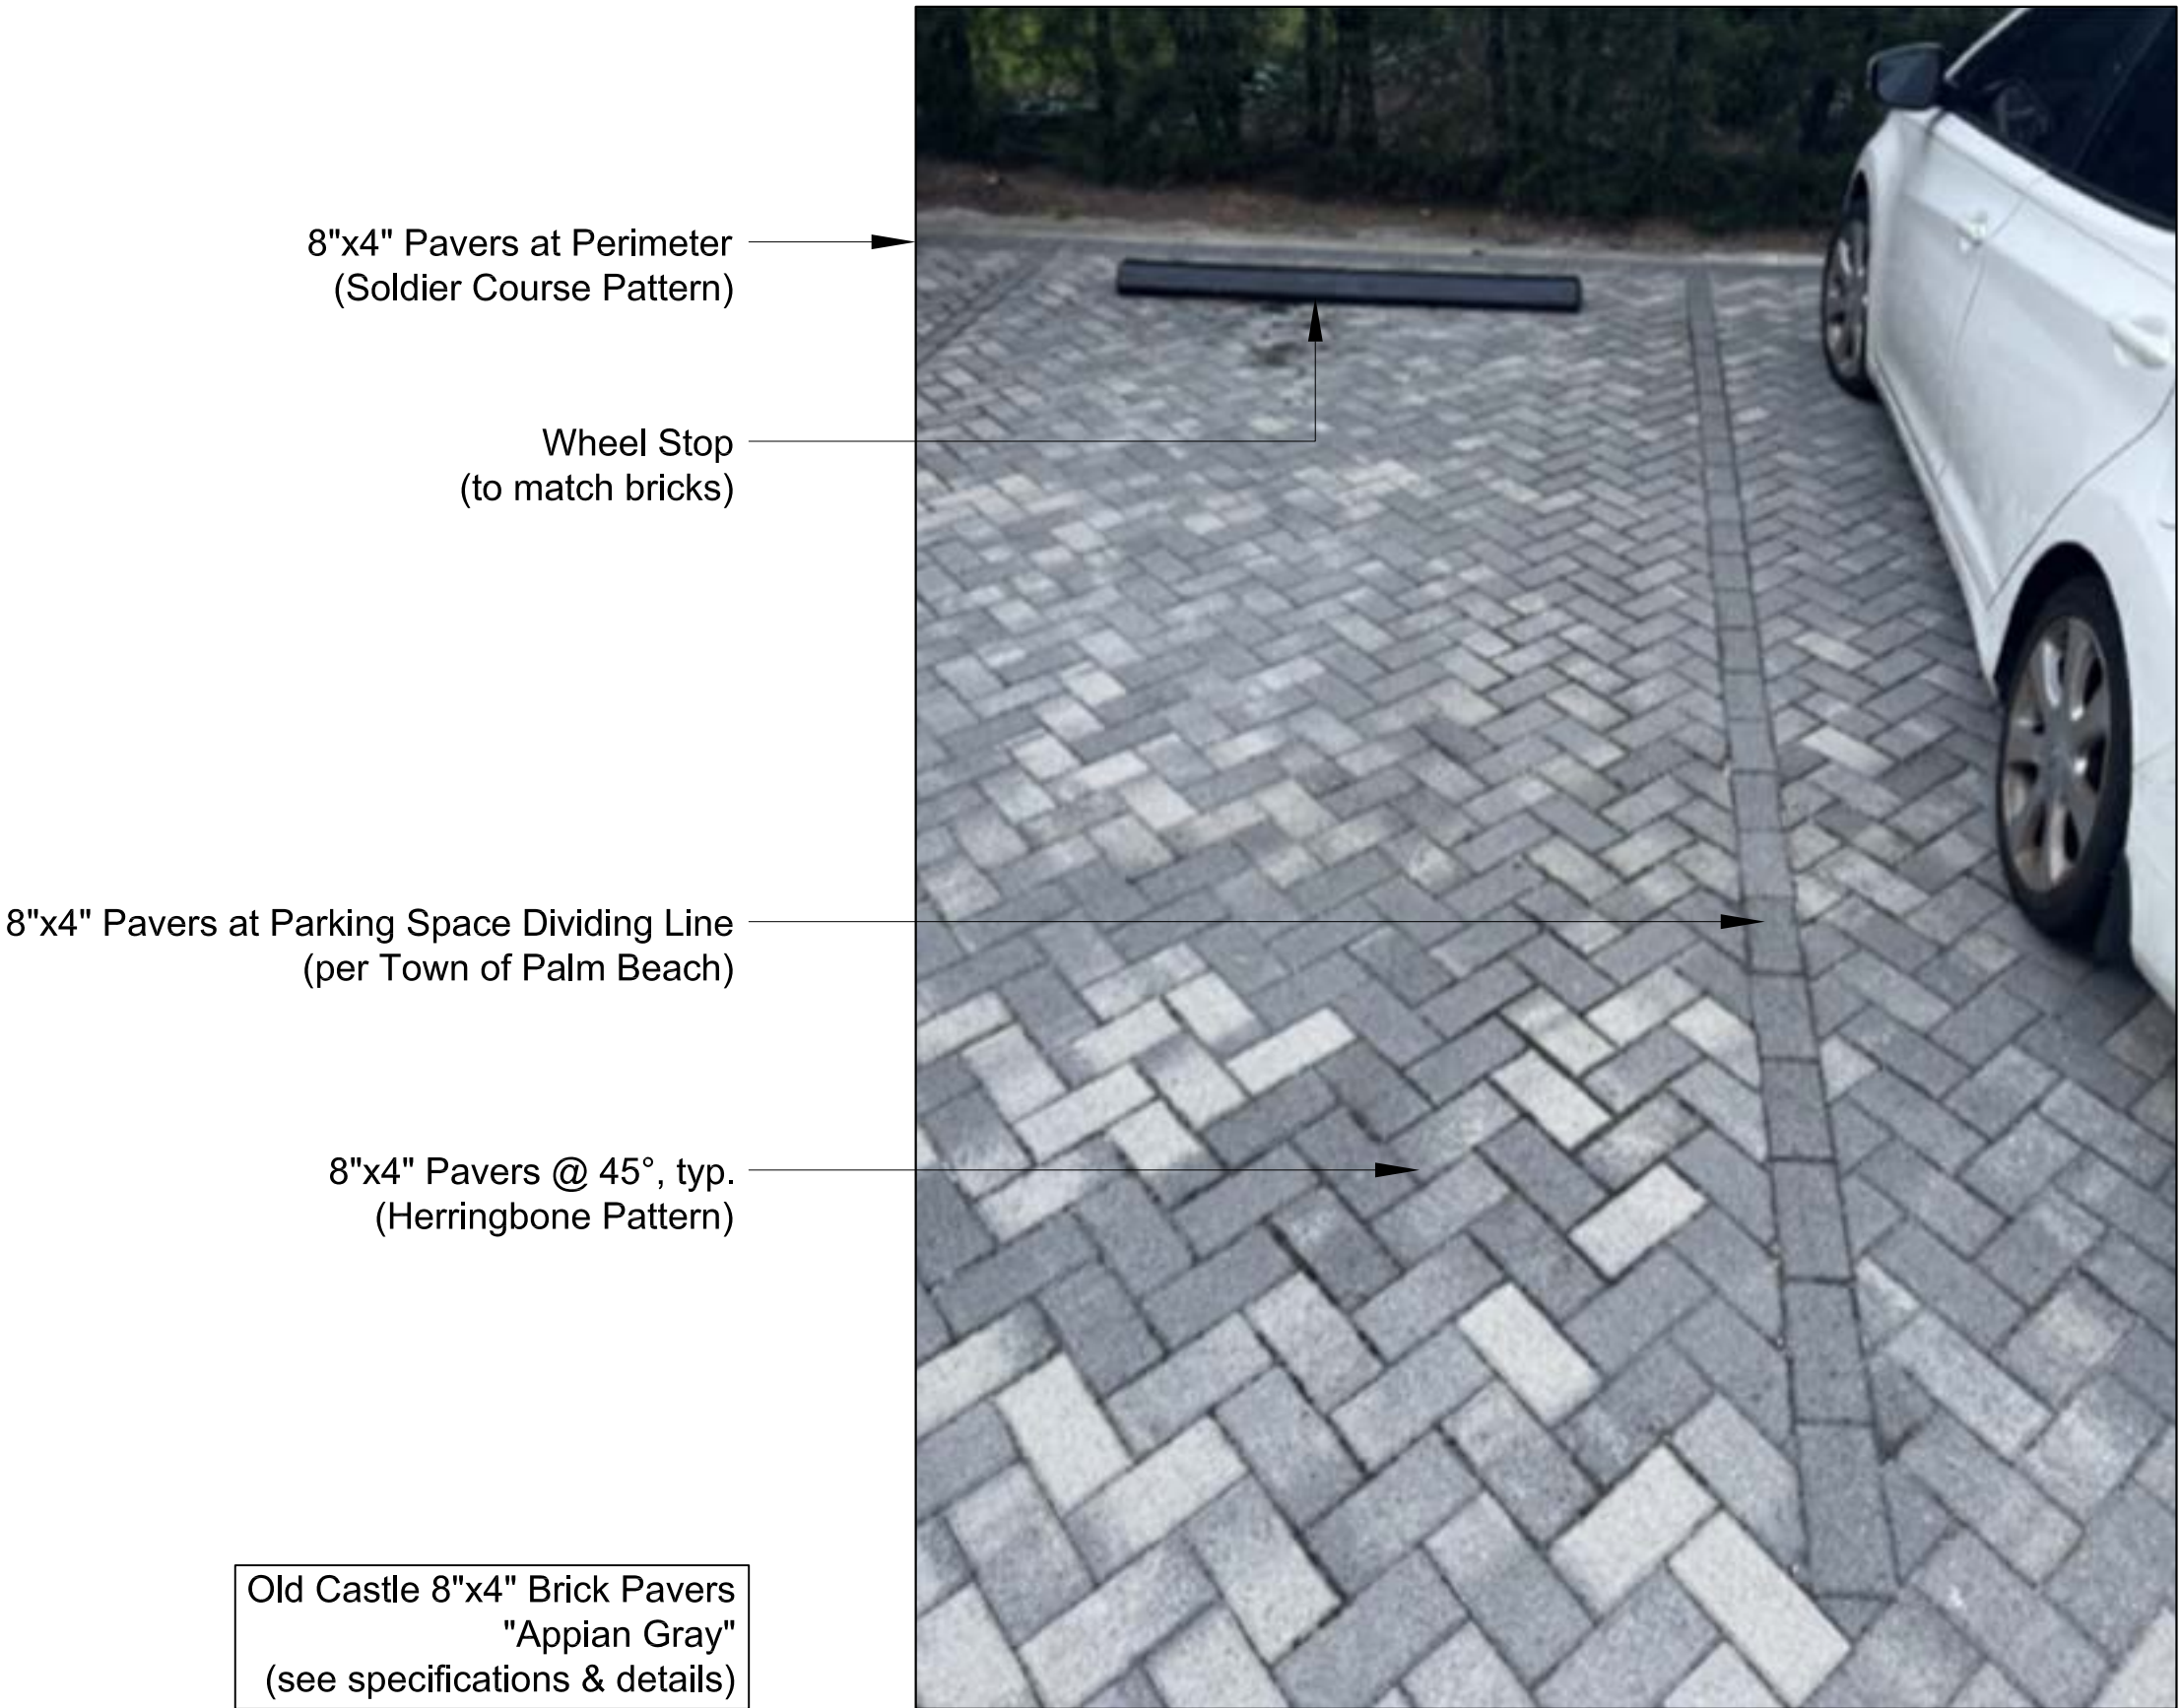 8"x4" Pavers at Perimeter
(Soldier Course Pattern)
Wheel Stop
(to match bricks)
8"x4" Pavers at Parking Space Dividing Line
(per Town of Palm Beach)
8"x4" Pavers @ 45°, typ.
(Herringbone Pattern)
Old Castle 8"x4" Brick Pavers
"Appian Gray"
(see specifications & details)